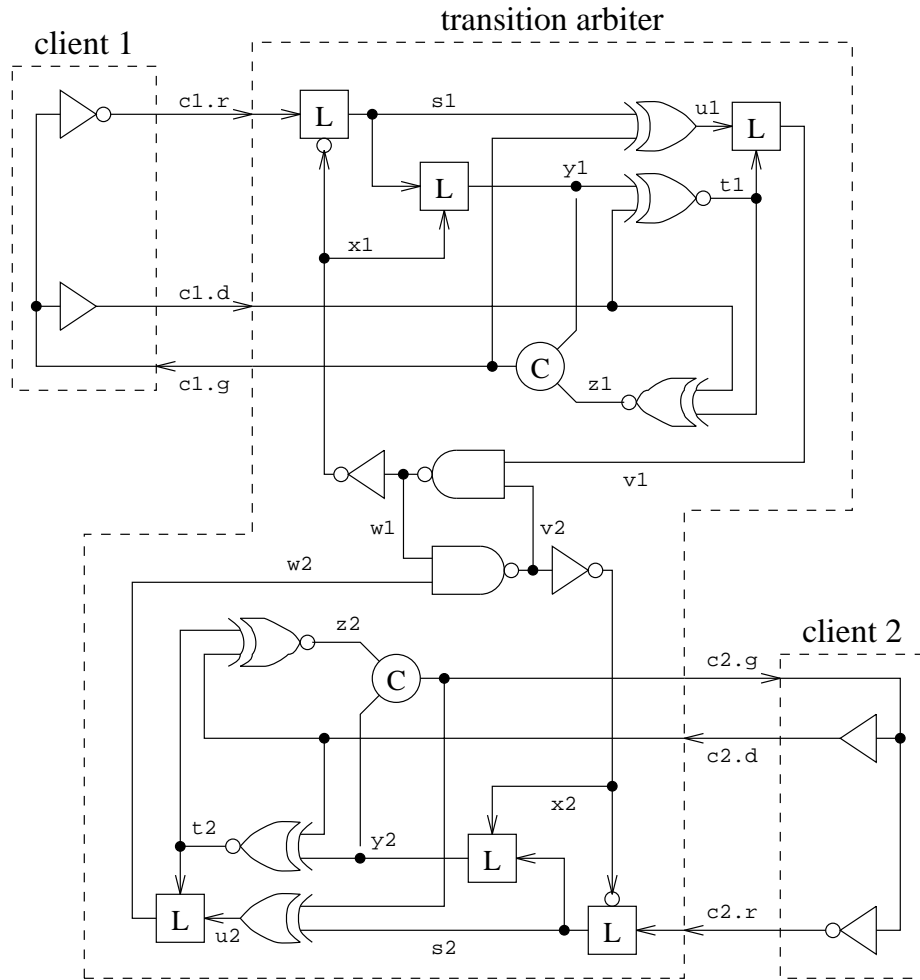 transition arbiter
client 1
c1.r
s1
u1
L
L
L
y1
t1
x1
c1.d
C
z1
c1.g
v1
w1
v2
w2
z2
client 2
C
c2.g
c2.d
x2
t2
y2
L
L
L
u2
s2
c2.r